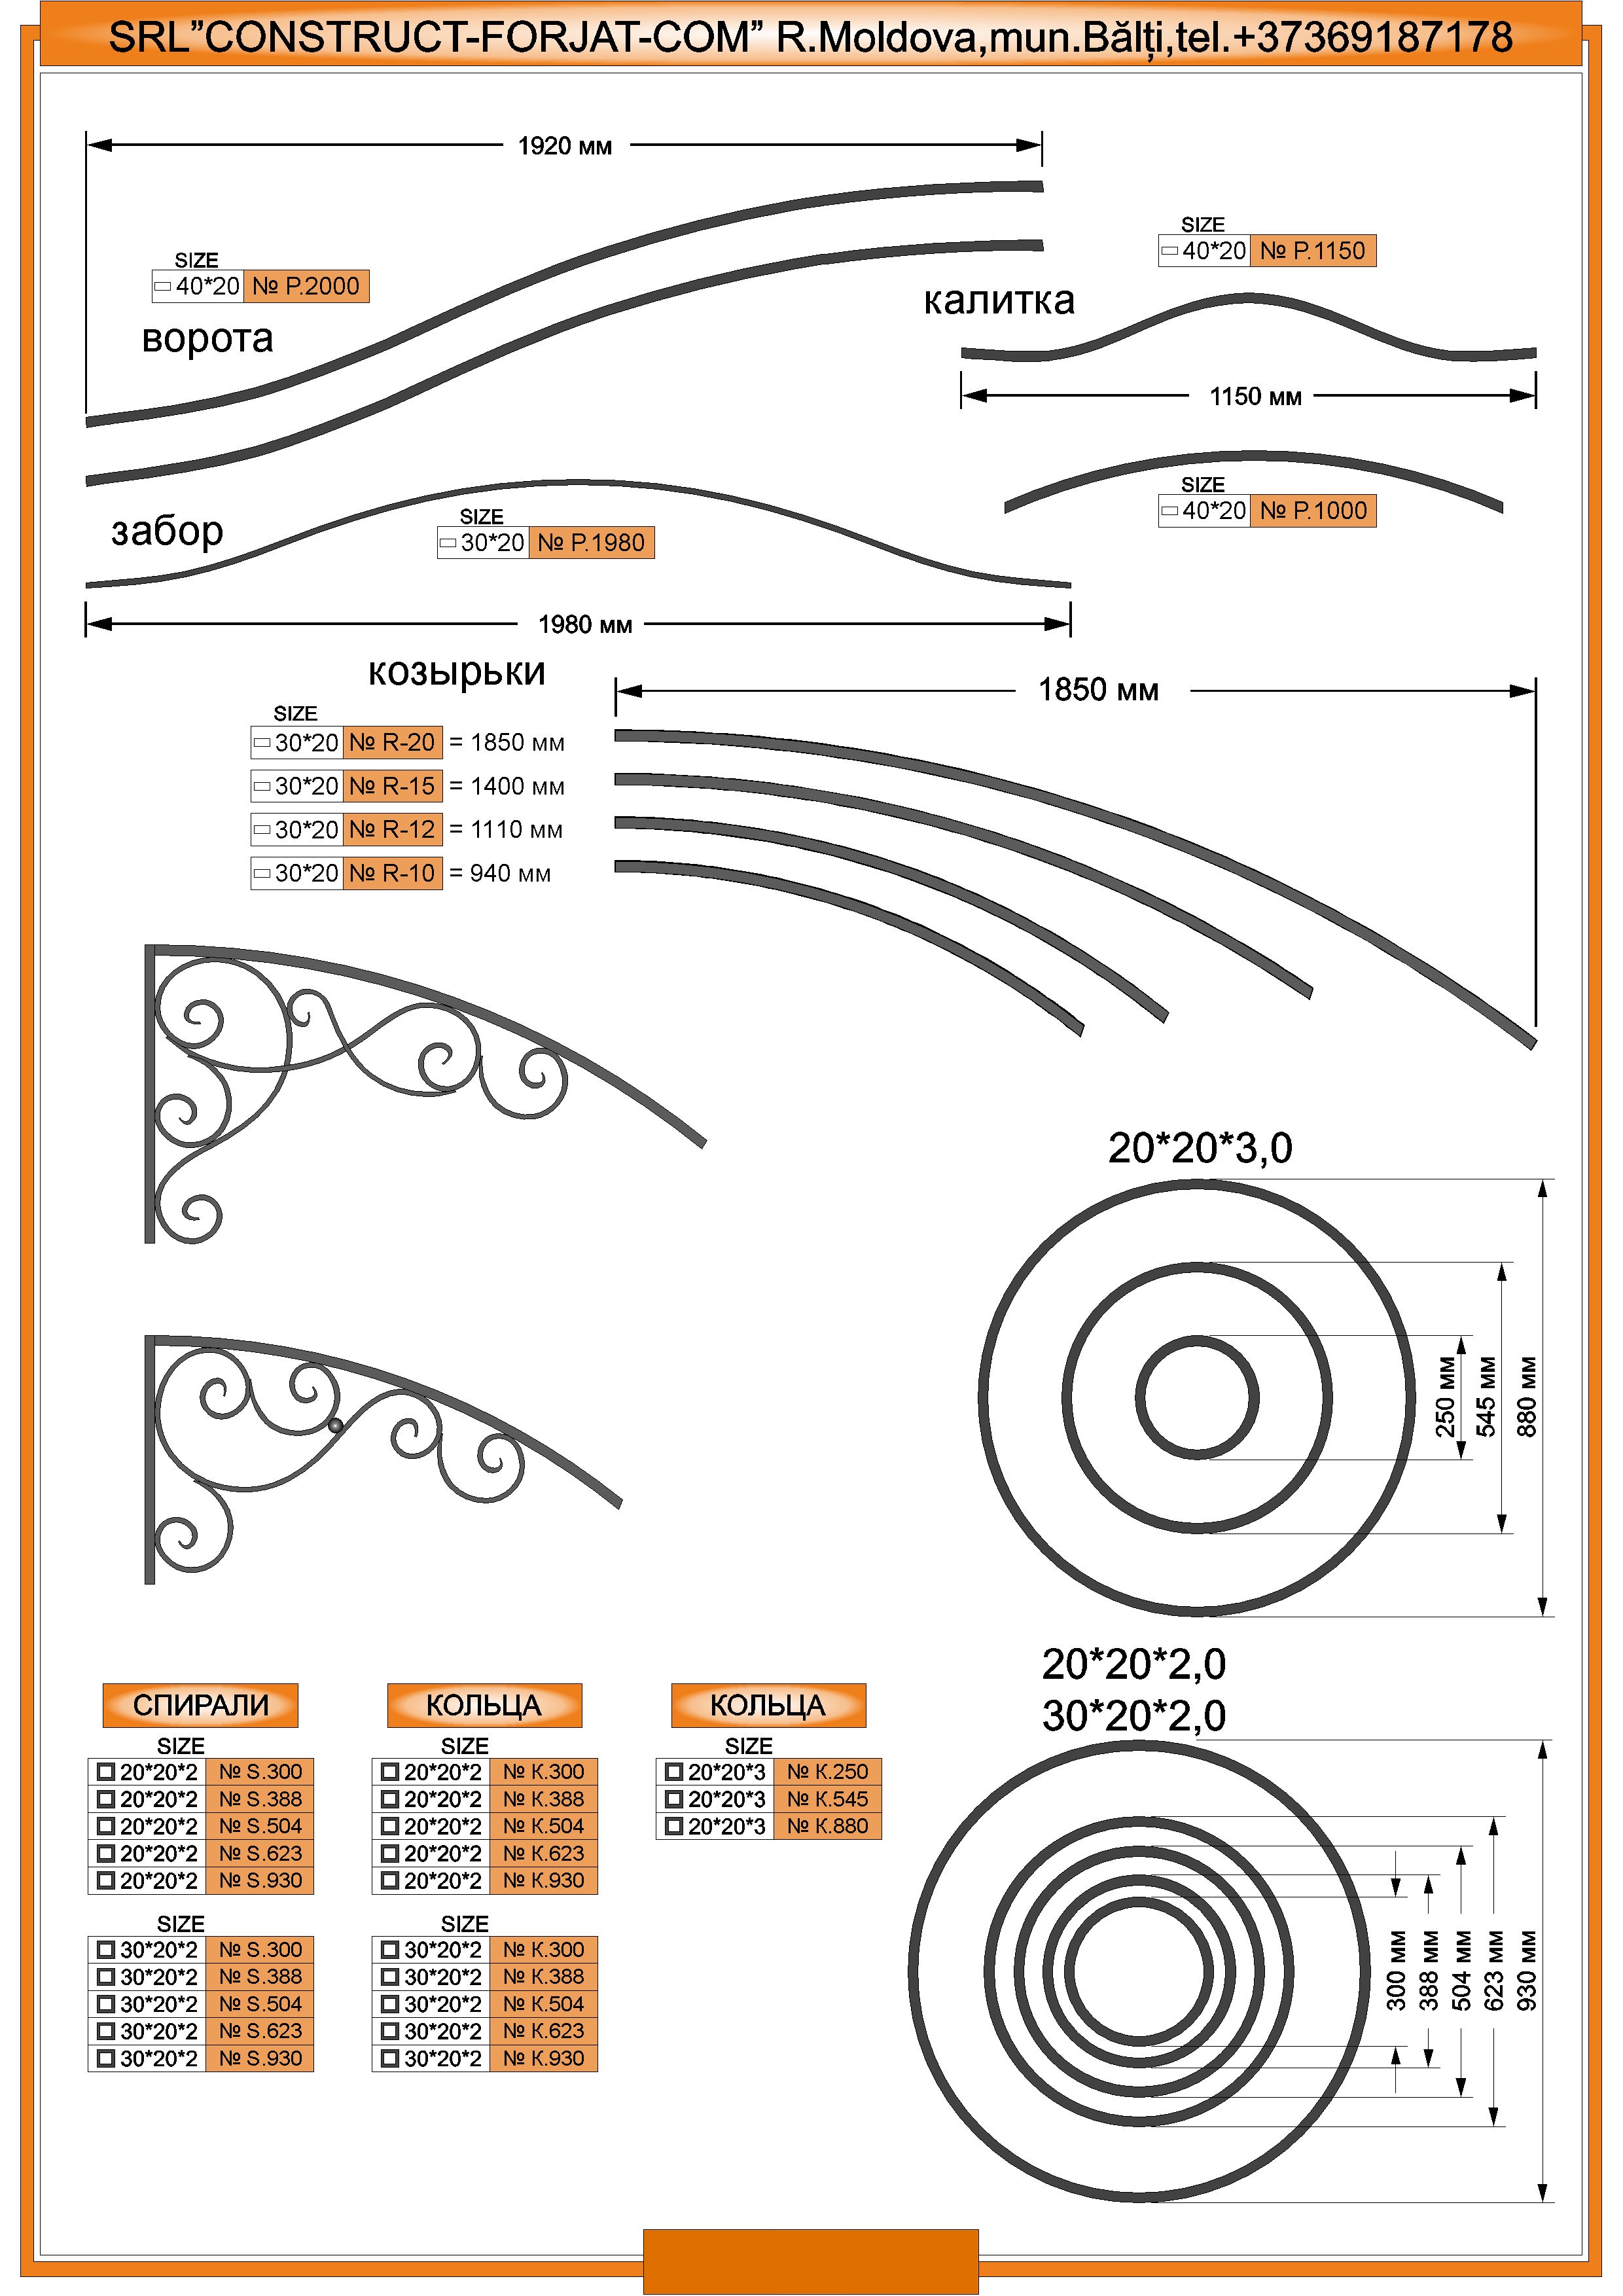 SRL”CONSTRUCT-FORJAT-COM” R.Moldova,mun.Bălți,tel.+37369187178
1920 мм
SIZE
40*20 № P.2000
ворота
SIZE
40*20 № P.1150
калитка
1150 мм
SIZE
40*20 № P.1000
забор
SIZE
30*20 № P.1980
1980 мм
козырьки
1850 мм
SIZE
30*20 № R-20 = 1850 мм
30*20 № R-15 = 1400 мм
30*20 № R-12 = 1110 мм
30*20 № R-10 = 940 мм
20*20*3,0
250 мм
545 мм
880 мм
20*20*2,0
30*20*2,0
300 мм
388 мм
504 мм
623 мм
930 мм
СПИРАЛИ
SIZE
20*20*2 № S.300
20*20*2 № S.388
20*20*2 № S.504
20*20*2 № S.623
20*20*2 № S.930
SIZE
30*20*2 № S.300
30*20*2 № S.388
30*20*2 № S.504
30*20*2 № S.623
30*20*2 № S.930
КОЛЬЦА
SIZE
20*20*2 № K.300
20*20*2 № K.388
20*20*2 № K.504
20*20*2 № K.623
20*20*2 № K.930
SIZE
30*20*2 № K.300
30*20*2 № K.388
30*20*2 № K.504
30*20*2 № K.623
30*20*2 № K.930
КОЛЬЦА
SIZE
20*20*3 № K.250
20*20*3 № K.545
20*20*3 № K.880